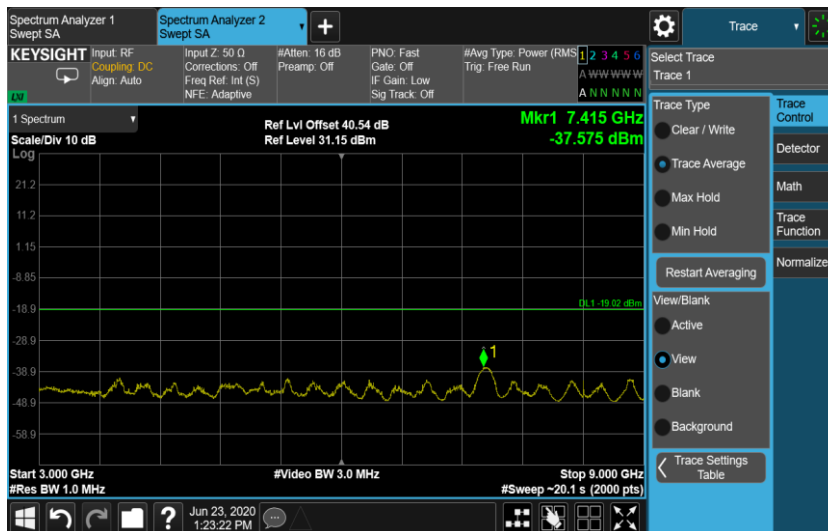 Spectrum Analyzer 1
Swept SA
Spectrum Analyzer 2
Swept SA
+
Trace
KEYSIGHT
LXI
Input: RF
Coupling: DC
Align: Auto
Input Z: 50 Ω
Corrections: Off
Freq Ref: Int (S)
NFE: Adaptive
#Atten: 16 dB
Preamp: Off
PNO: Fast
Gate: Off
IF Gain: Low
Sig Track: Off
#Avg Type: Power (RMS
Trig: Free Run
1 2 3 4 5 6
A W W W W W
A N N N N N
Select Trace
Trace 1
1 Spectrum
Scale/Div 10 dB
Ref Lvl Offset 40.54 dB
Ref Level 31.15 dBm
Mkr1 7.415 GHz
-37.575 dBm
Log
21.2
11.2
1.15
-8.85
-18.9
-28.9
-38.9
-48.9
-58.9
DL1 -19.02 dBm
1
Start 3.000 GHz
#Res BW 1.0 MHz
#Video BW 3.0 MHz
Stop 9.000 GHz
#Sweep ~20.1 s (2000 pts)
Trace Type
Clear / Write
Trace Average
Max Hold
Min Hold
Restart Averaging
View/Blank
Active
View
Blank
Background
Trace Settings
Table
Trace
Control
Detector
Math
Trace
Function
Normalize
?
Jun 23, 2020
1:23:22 PM